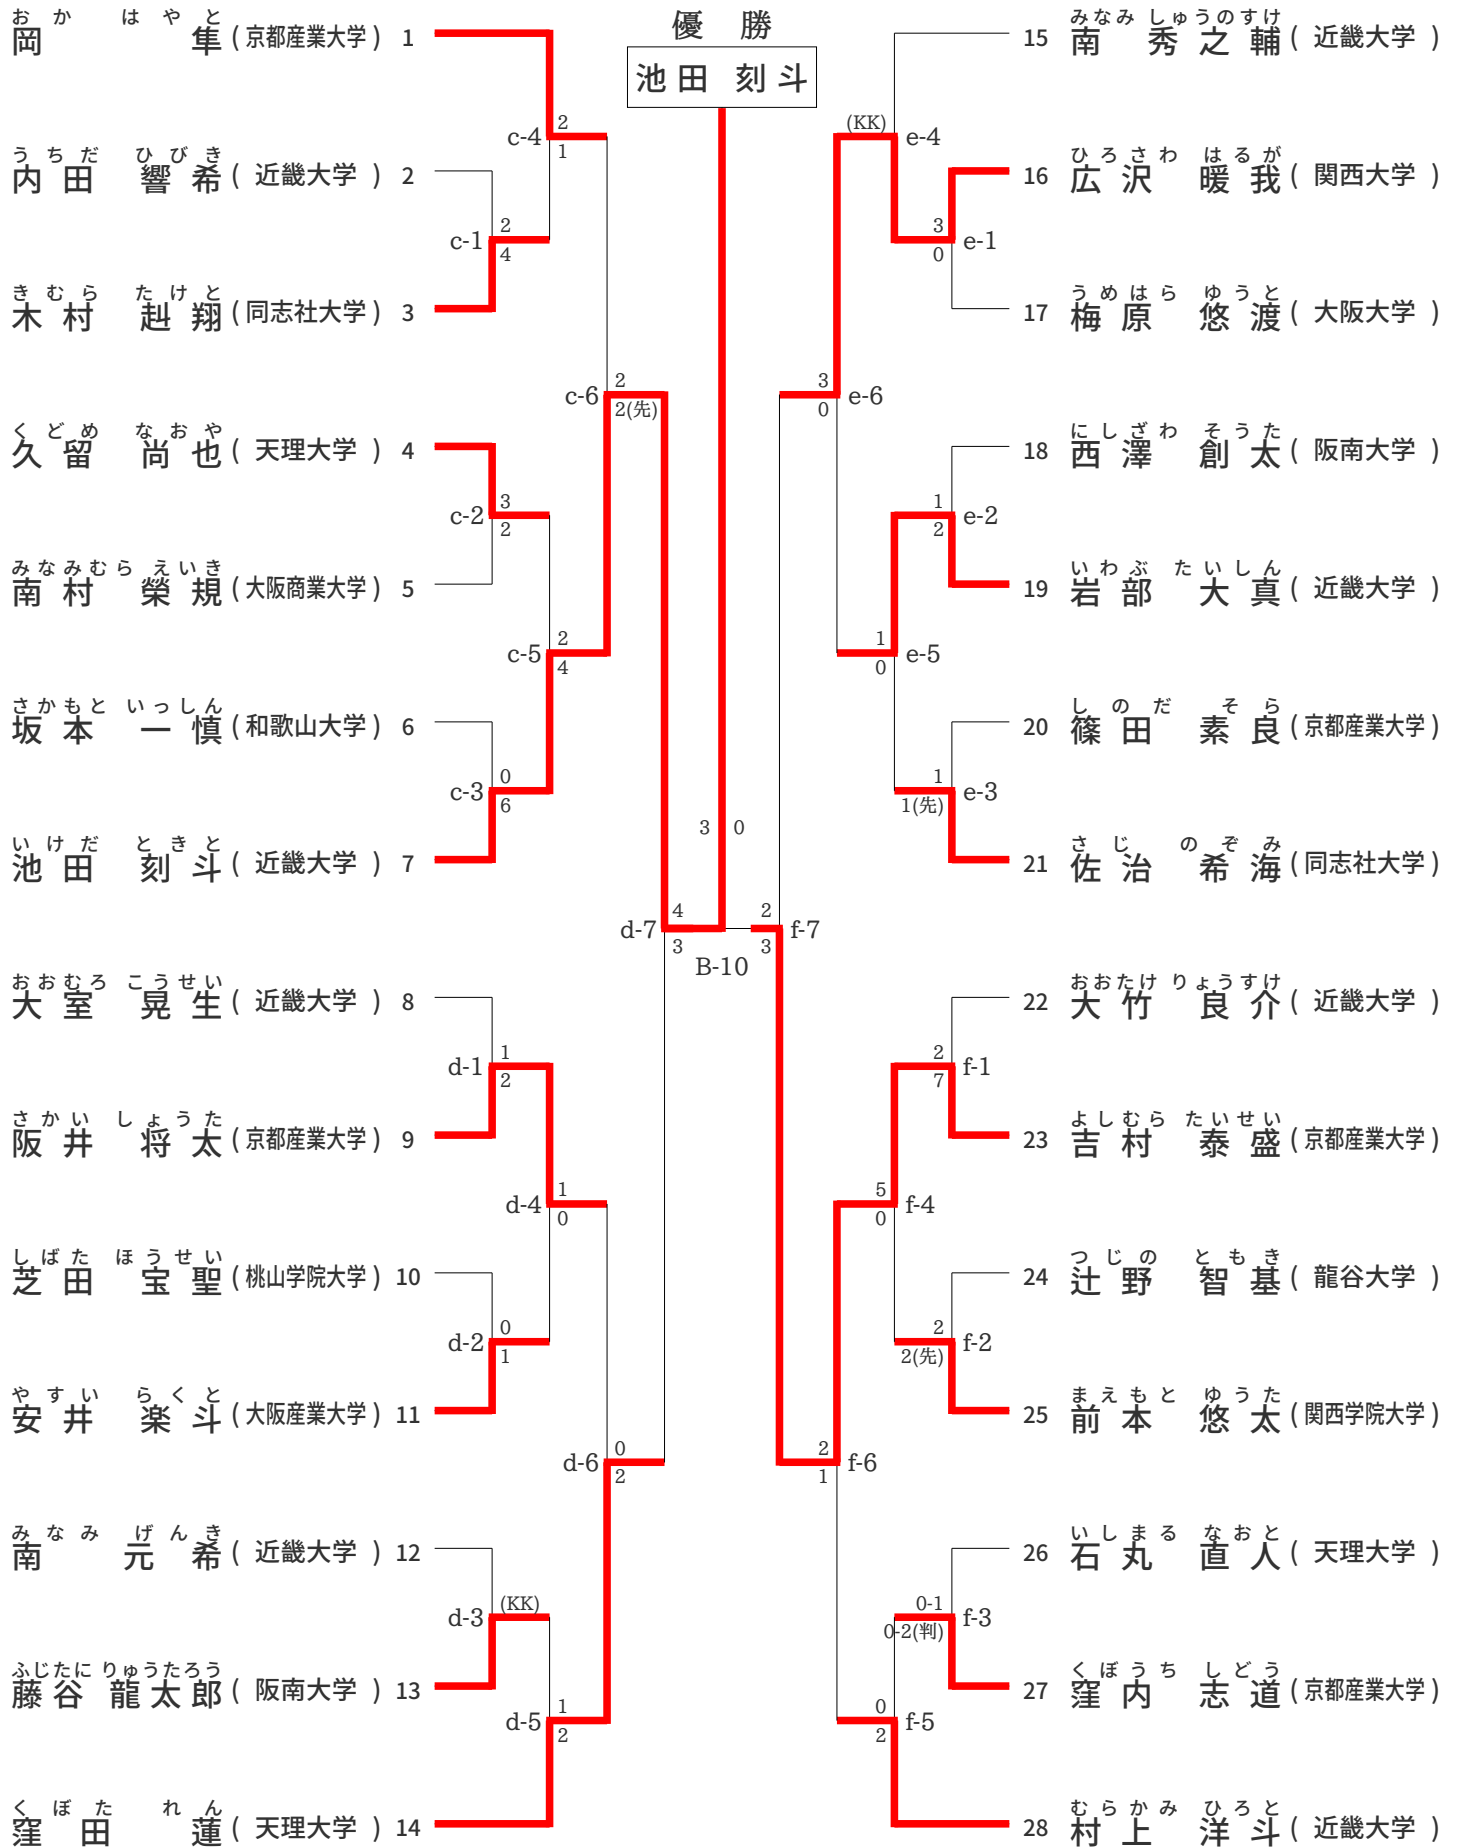 優 勝
池田 刻斗
おか はやと
岡 隼 ( 京都産業大学 ) 1
c-4 2
1
うちだ ひびき
内田 響希 ( 近畿大学 ) 2
c-1 2
4
きむら たけと
木村 赳翔 ( 同志社大学 ) 3
c-6 2
2(先)
くどめ なおや
久留 尚也 ( 天理大学 ) 4
c-2 3
2
みなみむら えいき
南村 榮規 ( 大阪商業大学 ) 5
c-5 2
4
さかもと いっしん
坂本 一慎 ( 和歌山大学 ) 6
c-3 0
6
いけだ ときと
池田 刻斗 ( 近畿大学 ) 7
3 0
d-7 4
3
B-10
おおむろ こうせい
大室 晃生 ( 近畿大学 ) 8
d-1 1
2
さかい しょうた
阪井 将太 ( 京都産業大学 ) 9
d-4 1
0
しばた ほうせい
芝田 宝聖 ( 桃山学院大学 ) 10
d-2 0
1
やすい らくと
安井 楽斗 ( 大阪産業大学 ) 11
d-6 0
2
みなみ げんき
南 元希 ( 近畿大学 ) 12
d-3 (KK)
ふじたに りゅうたろう
藤谷 龍太郎 ( 阪南大学 ) 13
d-5 1
2
くぼた れん
窪田 蓮 ( 天理大学 ) 14
みなみ しゅうのすけ
15 南 秀之輔 ( 近畿大学 )
(KK) e-4
ひろさわ はるが
16 広沢 暖我 ( 関西大学 )
3 e-1
0
うめはら ゆうと
17 梅原 悠渡 ( 大阪大学 )
3 e-6
0
にしざわ そうた
18 西澤 創太 ( 阪南大学 )
1 e-2
2
いわぶ たいしん
19 岩部 大真 ( 近畿大学 )
1 e-5
0
しのだ そら
20 篠田 素良 ( 京都産業大学 )
1 e-3
1(先)
さじ のぞみ
21 佐治 希海 ( 同志社大学 )
2 f-7
3
おおたけ りょうすけ
22 大竹 良介 ( 近畿大学 )
2 f-1
7
よしむら たいせい
23 吉村 泰盛 ( 京都産業大学 )
5 f-4
0
つじの ともき
24 辻野 智基 ( 龍谷大学 )
2 f-2
2(先)
まえもと ゆうた
25 前本 悠太 ( 関西学院大学 )
2 f-6
1
いしまる なおと
26 石丸 直人 ( 天理大学 )
0-1 f-3
0-2(判)
くぼうち しどう
27 窪内 志道 ( 京都産業大学 )
0 f-5
2
むらかみ ひろと
28 村上 洋斗 ( 近畿大学 )